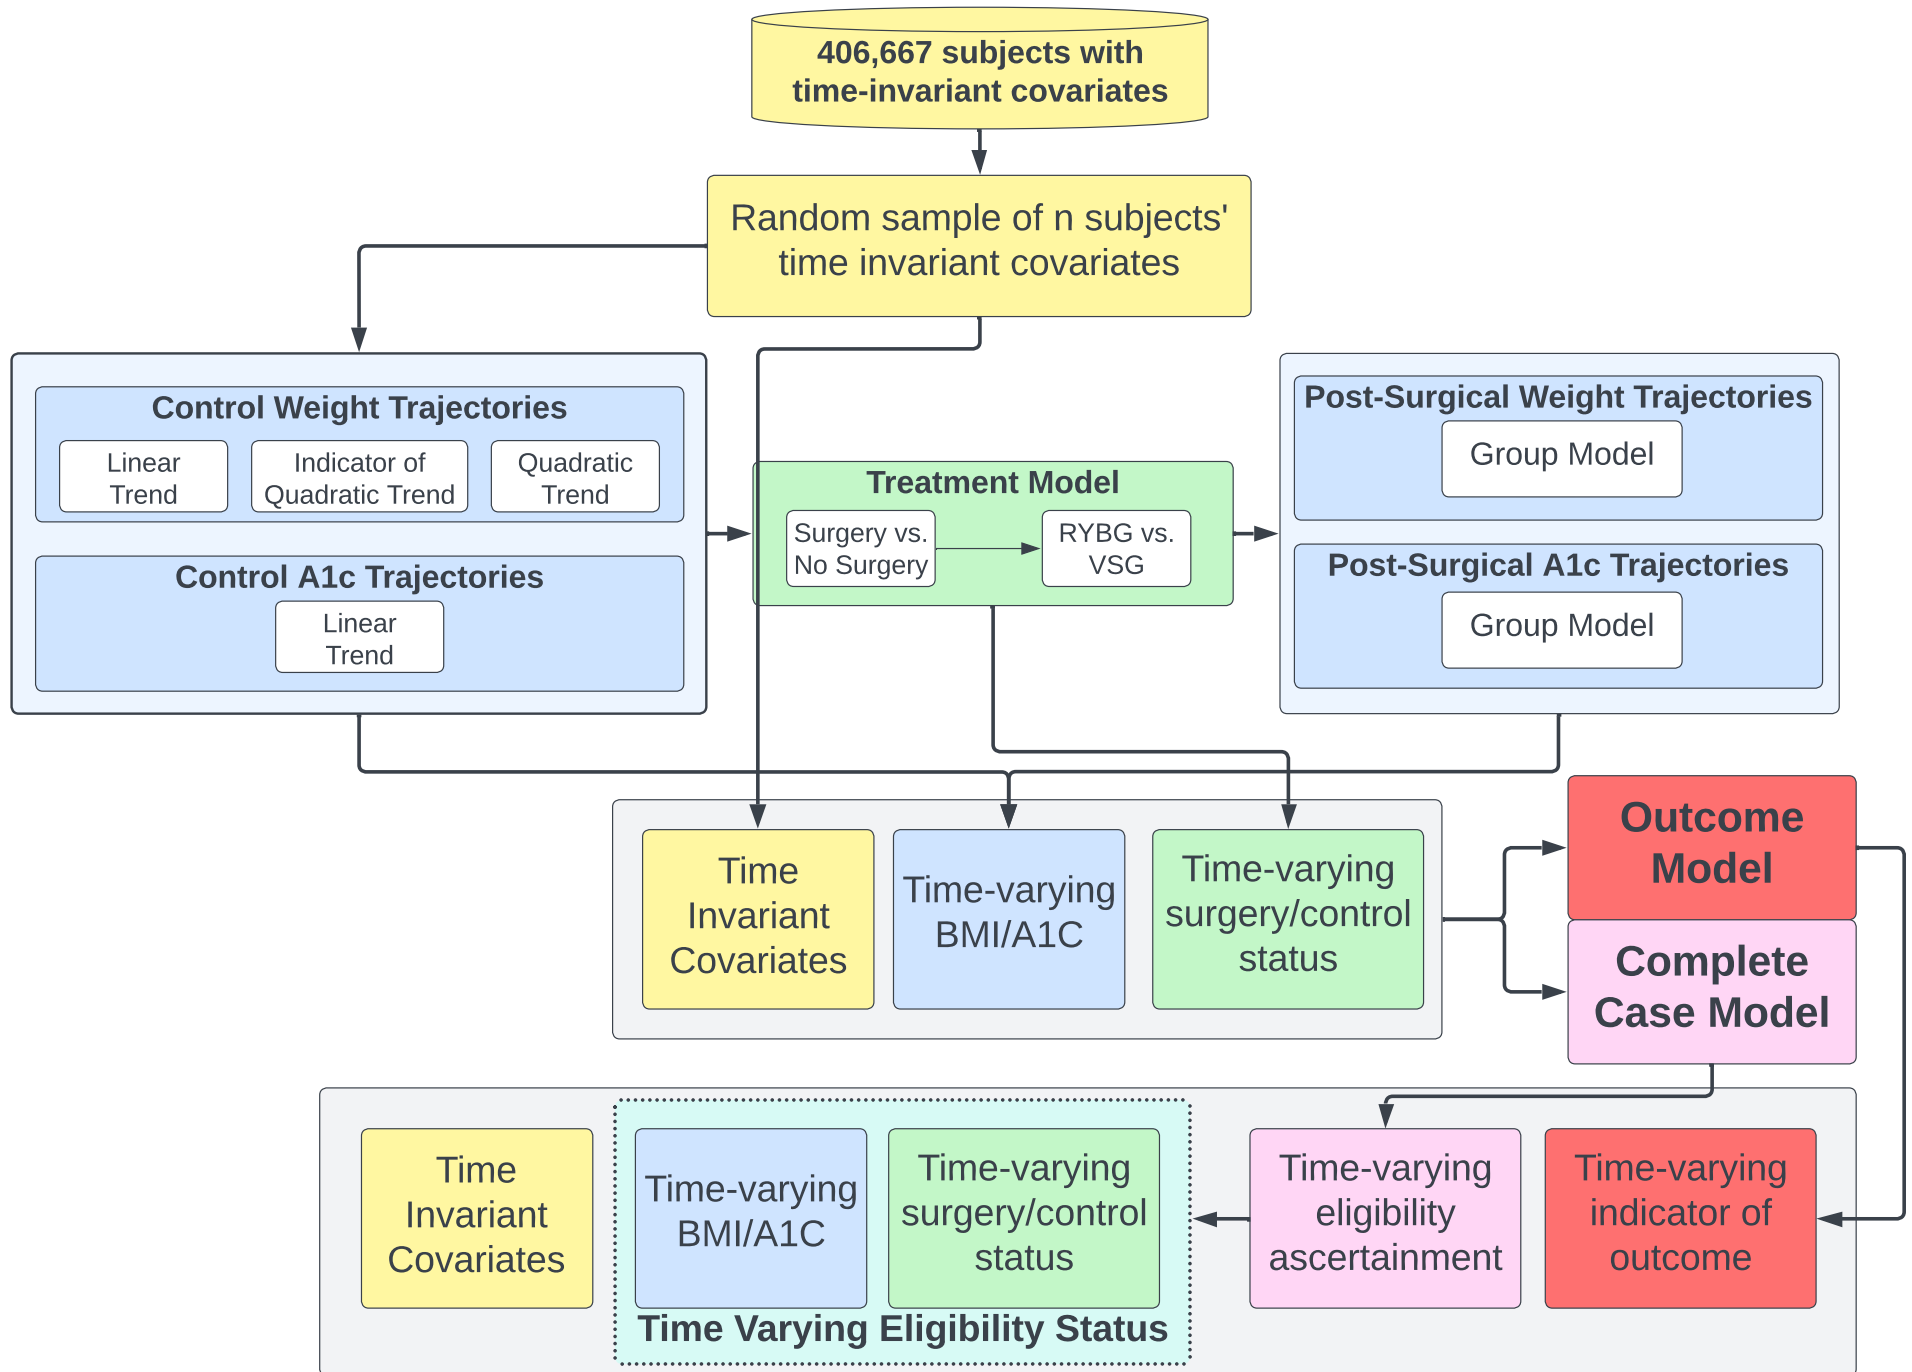 406,667 subjects with
time-invariant covariates
Random sample of n subjects'
time invariant covariates
Control Weight Trajectories
Linear
Trend
Indicator of
Quadratic Trend
Quadratic
Trend
Control A1c Trajectories
Linear
Trend
Treatment Model
Surgery vs.
No Surgery
RYBG vs.
VSG
Post-Surgical Weight Trajectories
Group Model
Post-Surgical A1c Trajectories
Group Model
Time
Invariant
Covariates
Time-varying
BMI/A1C
Time-varying
surgery/control
status
Outcome
Model
Complete
Case Model
Time
Invariant
Covariates
Time-varying
BMI/A1C
Time-varying
surgery/control
status
Time Varying Eligibility Status
Time-varying
eligibility
ascertainment
Time-varying
indicator of
outcome